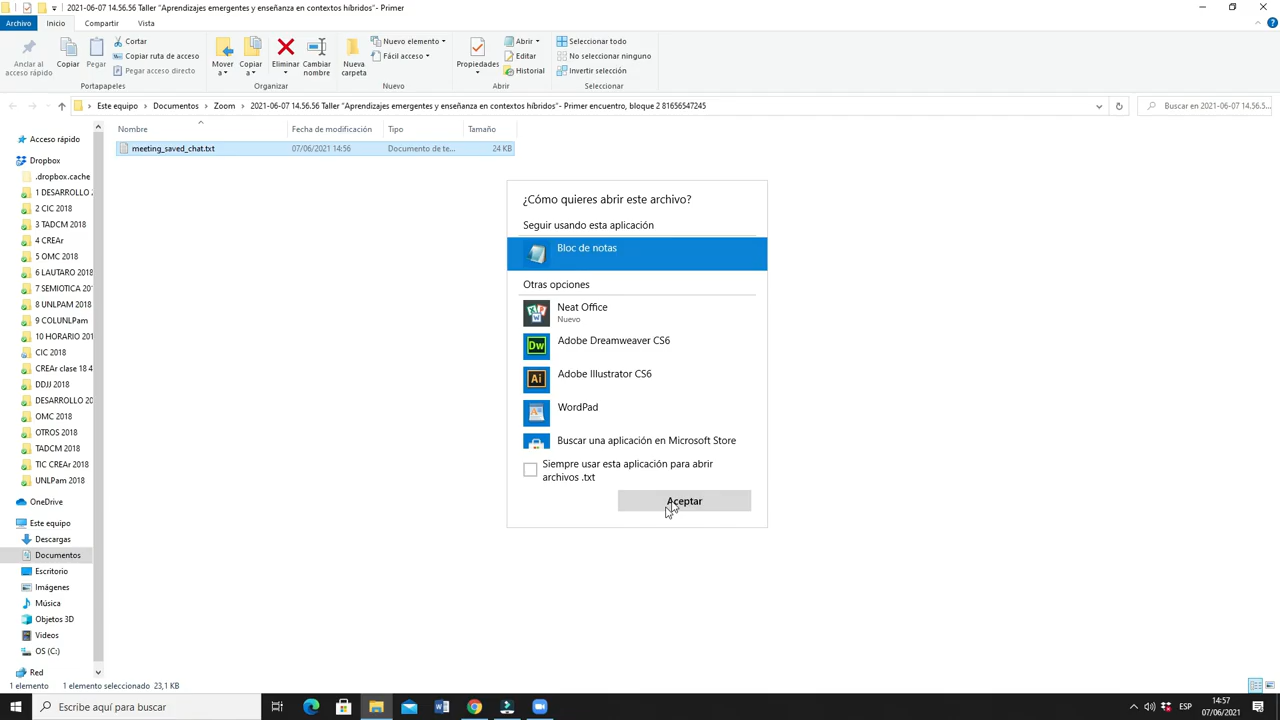 2021-06-07 14.56.56 Taller "Aprendizajes emergentes y enseñanza en contextos híbridos"- Primer
Archivo Inicio Compartir Vista
Anclar al acceso rápido
Copiar
Pegar
Cortar
Copiar ruta de acceso
Pegar acceso directo
Portapapeles
Mover a
Copiar a
Eliminar
Cambiar nombre
Organizar
Nueva carpeta
Nuevo elemento
Fácil acceso
Nuevo
Propiedades
Abrir
Editar
Historial
Abrir
Seleccionar todo
No seleccionar ninguno
Invertir selección
Seleccionar
Este equipo Documentos Zoom 2021-06-07 14.56.56 Taller "Aprendizajes emergentes y enseñanza en contextos híbridos"- Primer encuentro, bloque 2 81656547245
Buscar en 2021-06-07 14.56.5...
Nombre Fecha de modificación Tipo Tamaño
meeting_saved_chat.txt 07/06/2021 14:56 Documento de te... 24 KB
Acceso rápido
Dropbox
.dropbox.cache
1 DESARROLLO 2
2 CIC 2018
3 TADCM 2018
4 CREAr
5 OMC 2018
6 LAUTARO 2018
7 SEMIOTICA 201
8 UNLPAM 2018
9 COLUNLPam
10 HORARIO 201
CIC 2018
CREAr clase 18 4
DDJJ 2018
DESARROLLO 20
OMC 2018
OTROS 2018
TADCM 2018
TIC CREAr 2018
UNLPam 2018
OneDrive
Este equipo
Descargas
Documentos
Escritorio
Imágenes
Música
Objetos 3D
Videos
OS (C:)
Red
¿Cómo quieres abrir este archivo?
Seguir usando esta aplicación
Bloc de notas
Otras opciones
Neat Office
Nuevo
Adobe Dreamweaver CS6
Adobe Illustrator CS6
WordPad
Buscar una aplicación en Microsoft Store
Siempre usar esta aplicación para abrir
archivos .txt
Aceptar
1 elemento 1 elemento seleccionado 23,1 KB
Escribe aquí para buscar
ESP
14:57
07/06/2021